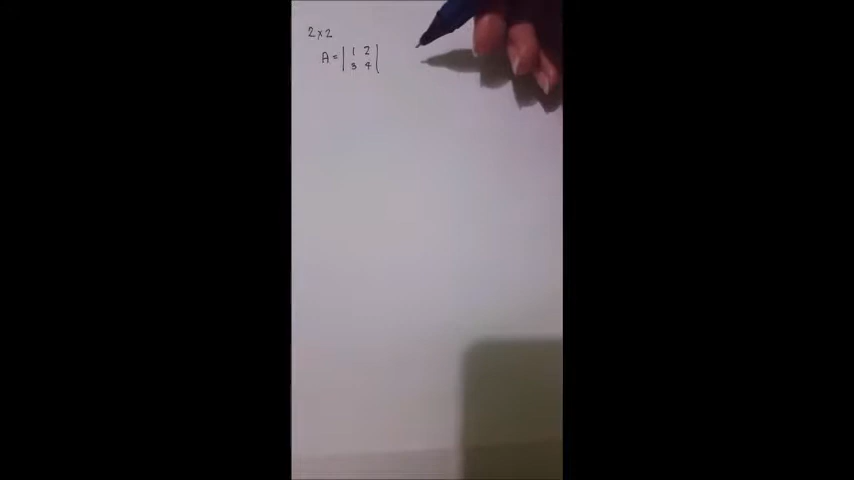 2x2
A = | 1 2 |
| 3 4 |